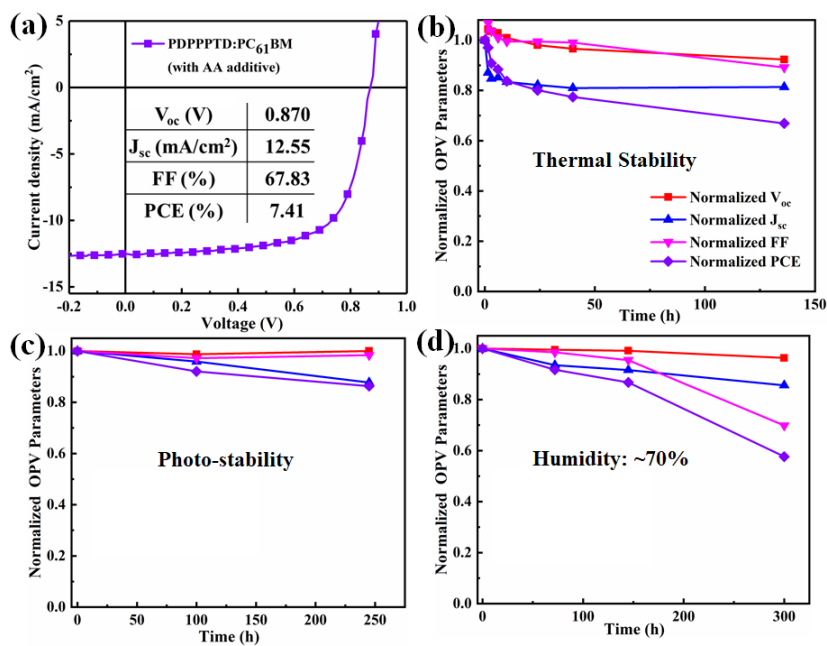 (a)
PDPPPTD:PC₆₁BM
(with AA additive)
V_oc (V) 0.870
J_sc (mA/cm²) 12.55
FF (%) 67.83
PCE (%) 7.41
Current density (mA/cm²)
5
0
-5
-10
-15
-0.2 0.0 0.2 0.4 0.6 0.8 1.0
Voltage (V)
(b)
Normalized OPV Parameters
1.0
0.8
0.6
0.4
0.2
0.0
Thermal Stability
Normalized V_oc
Normalized J_sc
Normalized FF
Normalized PCE
0 50 100 150
Time (h)
(c)
Normalized OPV Parameters
1.0
0.8
0.6
0.4
0.2
0.0
Photo-stability
0 50 100 150 200 250
Time (h)
(d)
Normalized OPV Parameters
1.0
0.8
0.6
0.4
0.2
0.0
Humidity: ~70%
0 100 200 300
Time (h)